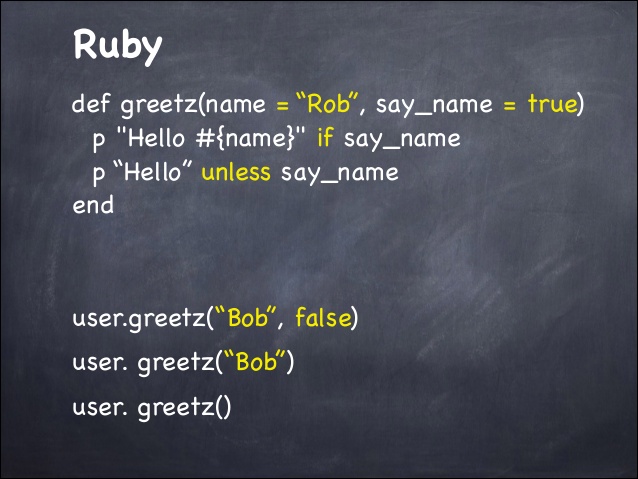 Ruby
def greetz(name = “Rob”, say_name = true)
p "Hello #{name}" if say_name
p “Hello” unless say_name
end
user.greetz(“Bob”, false)
user. greetz(“Bob”)
user. greetz()